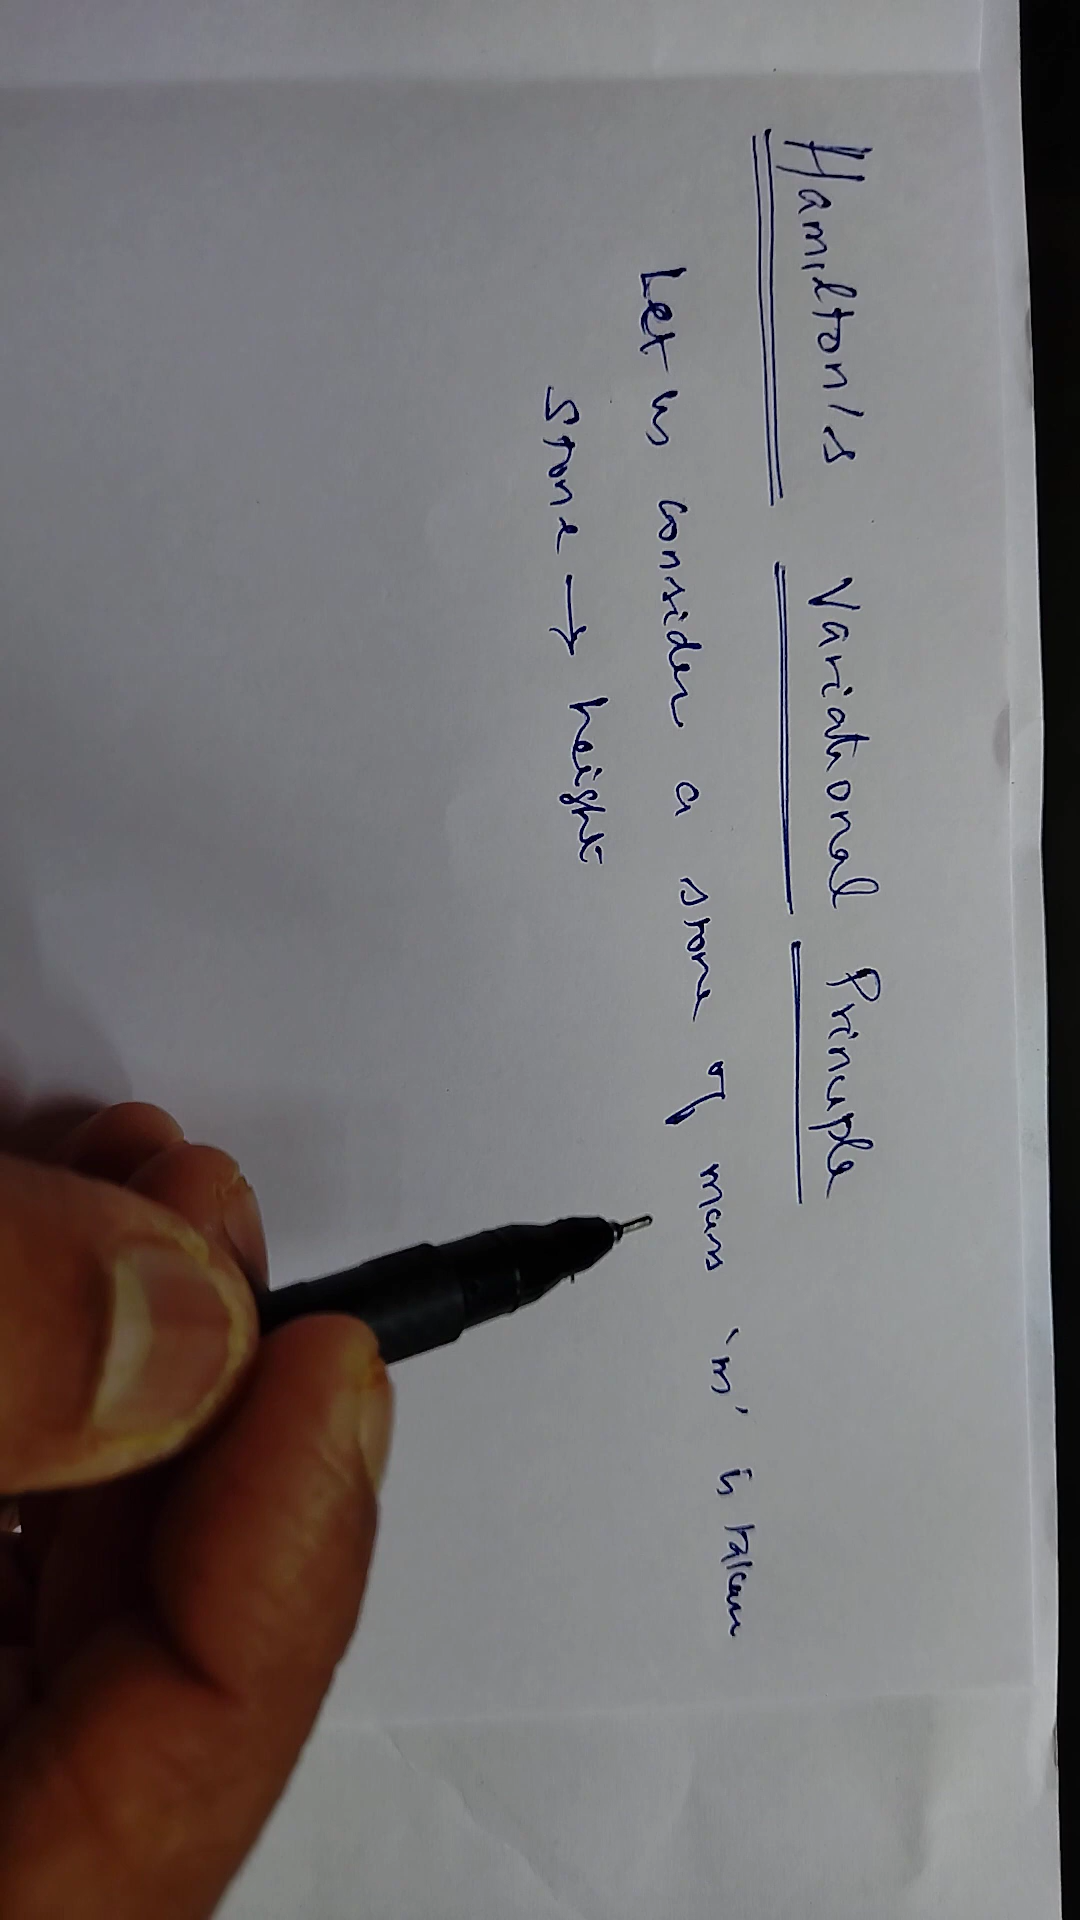 Hamilton's Variational Principle
Let us consider a stone of mass 'm' is taken
Stone → height